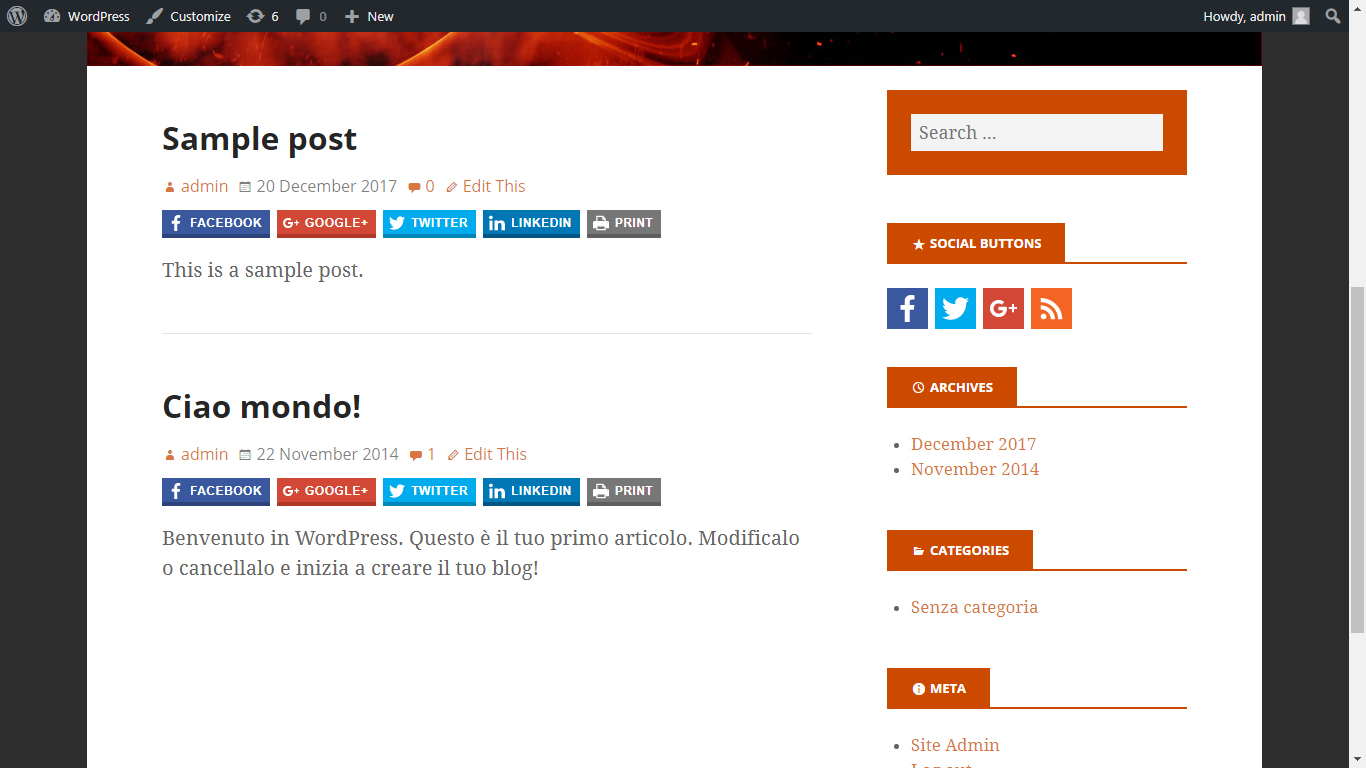 WordPress Customize 6 0 New Howdy, admin
Sample post
admin 20 December 2017 0 Edit This
FACEBOOK G+ GOOGLE+ TWITTER LINKEDIN PRINT
This is a sample post.
Ciao mondo!
admin 22 November 2014 1 Edit This
FACEBOOK G+ GOOGLE+ TWITTER LINKEDIN PRINT
Benvenuto in WordPress. Questo è il tuo primo articolo. Modificalo
o cancellalo e inizia a creare il tuo blog!
Search ...
SOCIAL BUTTONS
ARCHIVES
December 2017
November 2014
CATEGORIES
Senza categoria
META
Site Admin
Log out